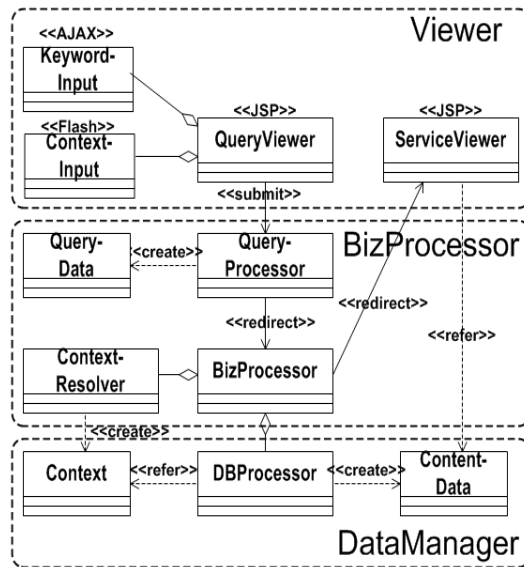 Viewer
<<AJAX>>
Keyword-
Input
<<Flash>>
Context-
Input
<<JSP>>
QueryViewer
<<JSP>>
ServiceViewer
<<submit>>
BizProcessor
Query-
Data
<<create>>
Query-
Processor
<<redirect>>
<<redirect>>
<<refer>>
Context-
Resolver
BizProcessor
<<create>>
Context
<<refer>>
DBProcessor
<<create>>
Content-
Data
DataManager